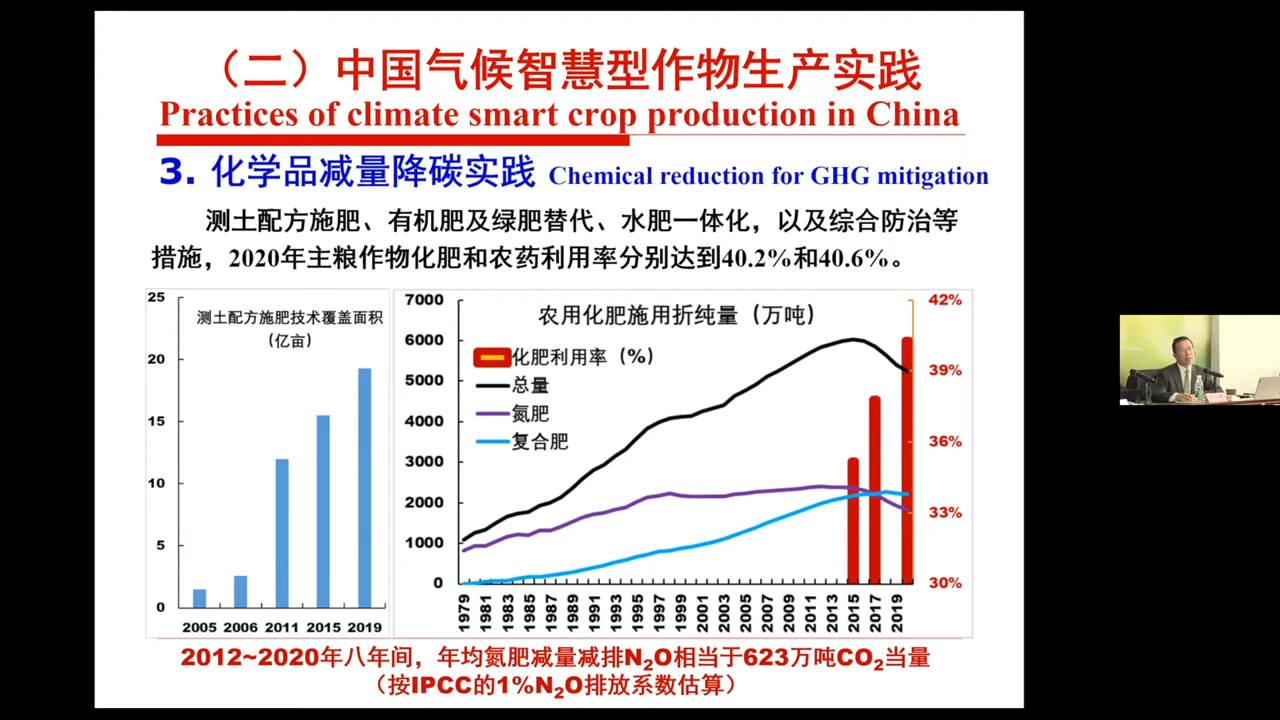 （二）中国气候智慧型作物生产实践
Practices of climate smart crop production in China
3. 化学品减量降碳实践 Chemical reduction for GHG mitigation
测土配方施肥、有机肥及绿肥替代、水肥一体化，以及综合防治等
措施，2020年主粮作物化肥和农药利用率分别达到40.2%和40.6%。
测土配方施肥技术覆盖面积
（亿亩）
25
20
15
10
5
0
2005 2006 2011 2015 2019
农用化肥施用折纯量（万吨）
化肥利用率（%）
总量
氮肥
复合肥
7000
6000
5000
4000
3000
2000
1000
0
42%
39%
36%
33%
30%
1979 1981 1983 1985 1987 1989 1991 1993 1995 1997 1999 2001 2003 2005 2007 2009 2011 2013 2015 2017 2019
2012~2020年八年间，年均氮肥减量减排N₂O相当于623万吨CO₂当量
（按IPCC的1%N₂O排放系数估算）